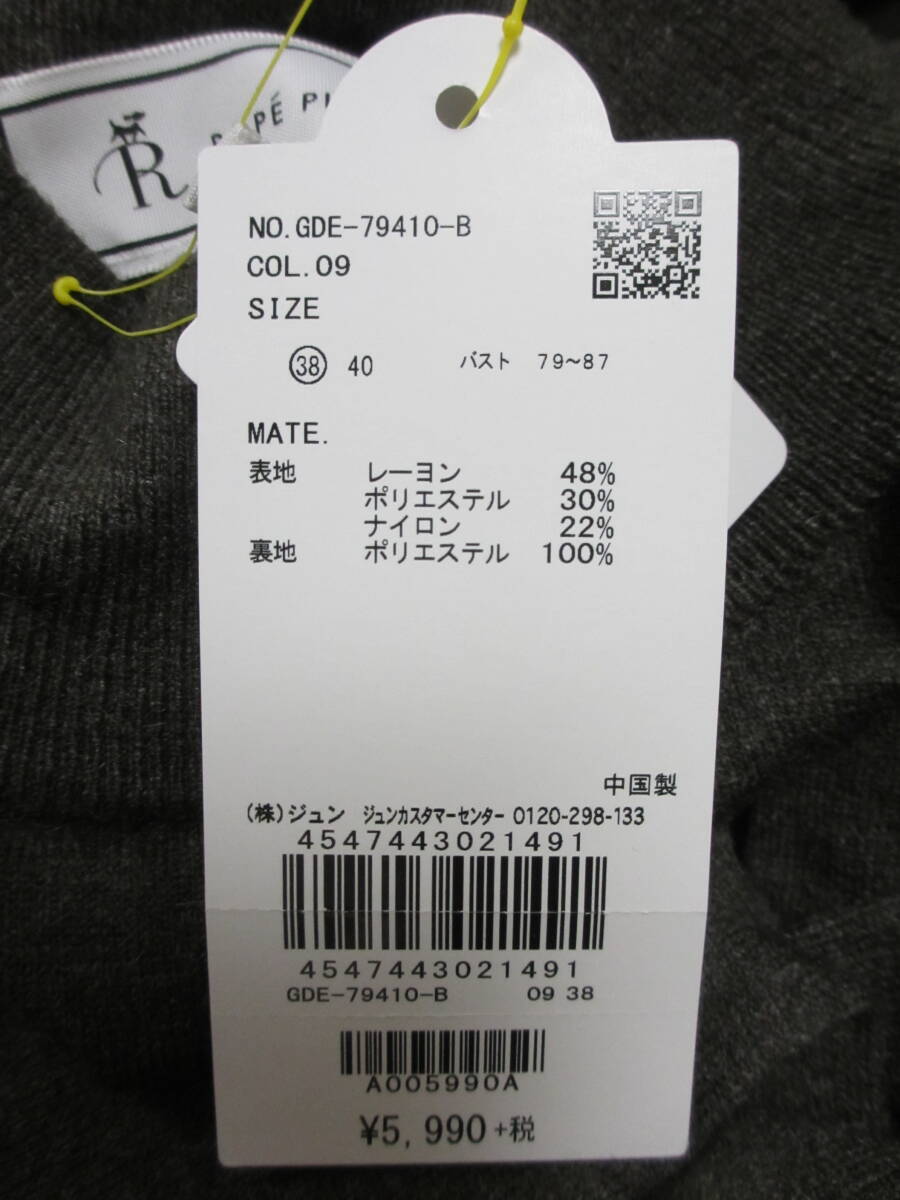 R
NO.GDE-79410-B
COL.09
SIZE
38 40 バスト 79~87
MATE.
表地 レーヨン 48%
ポリエステル 30%
ナイロン 22%
裏地 ポリエステル 100%
中国製
(株)ジュン ジュンカスタマーセンター 0120-298-133
4547443021491
4547443021491
GDE-79410-B 09 38
A005990A
¥5,990+税